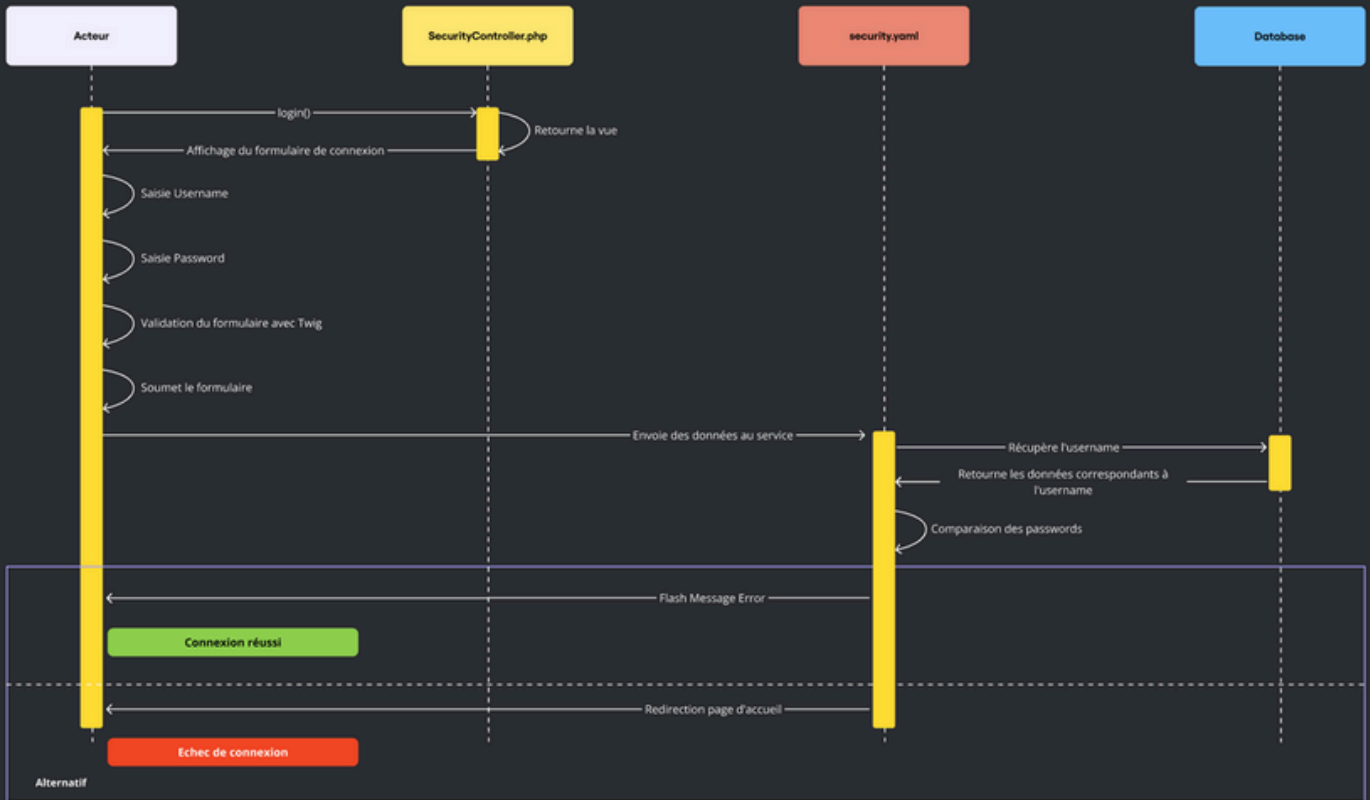 Acteur
SecurityController.php
security.yaml
Database
login()
Retourne la vue
Affichage du formulaire de connexion
Saisie Username
Saisie Password
Validation du formulaire avec Twig
Soumet le formulaire
Envoie des données au service
Récupère l'username
Retourne les données correspondants à
l'username
Comparaison des passwords
Flash Message Error
Connexion réussi
Redirection page d'accueil
Echec de connexion
Alternatif